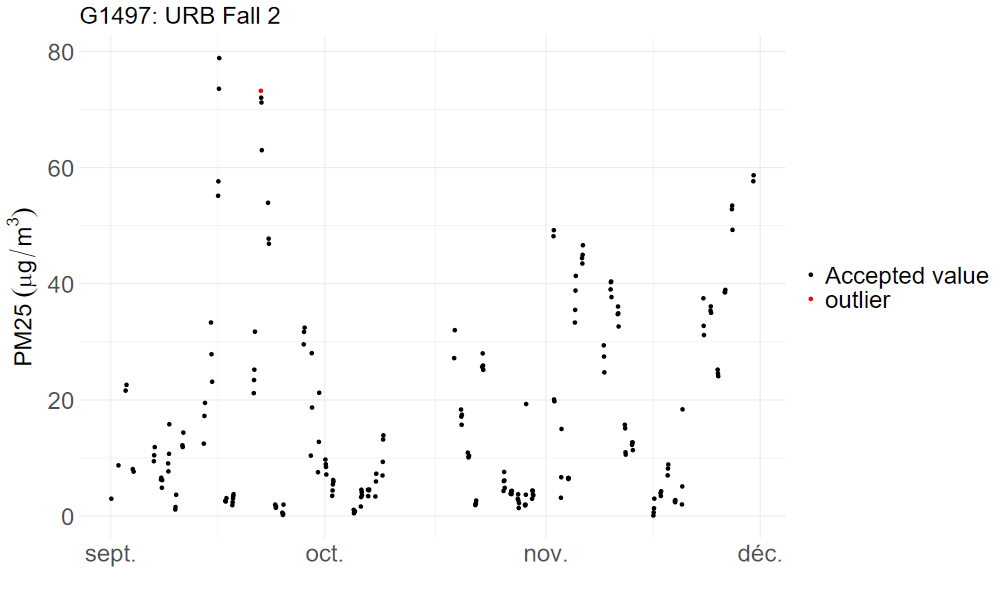 G1497: URB Fall 2
PM25 (μg/m³)
80
60
40
20
0
sept.
oct.
nov.
déc.
Accepted value
outlier